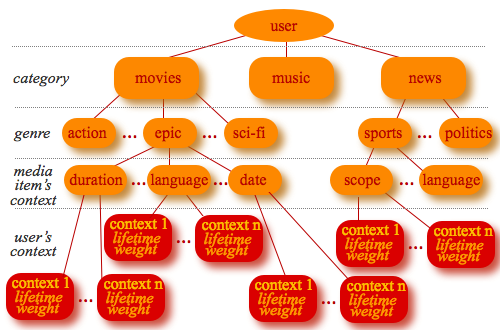 user
category
movies
music
news
genre
action ... epic ... sci-fi
sports ... politics
media
item's
context
duration ... language ... date
scope ... language
user's
context
context 1
lifetime
weight
...
context n
lifetime
weight
context 1
lifetime
weight
...
context n
lifetime
weight
context 1
lifetime
weight
...
context n
lifetime
weight
context 1
lifetime
weight
...
context n
lifetime
weight